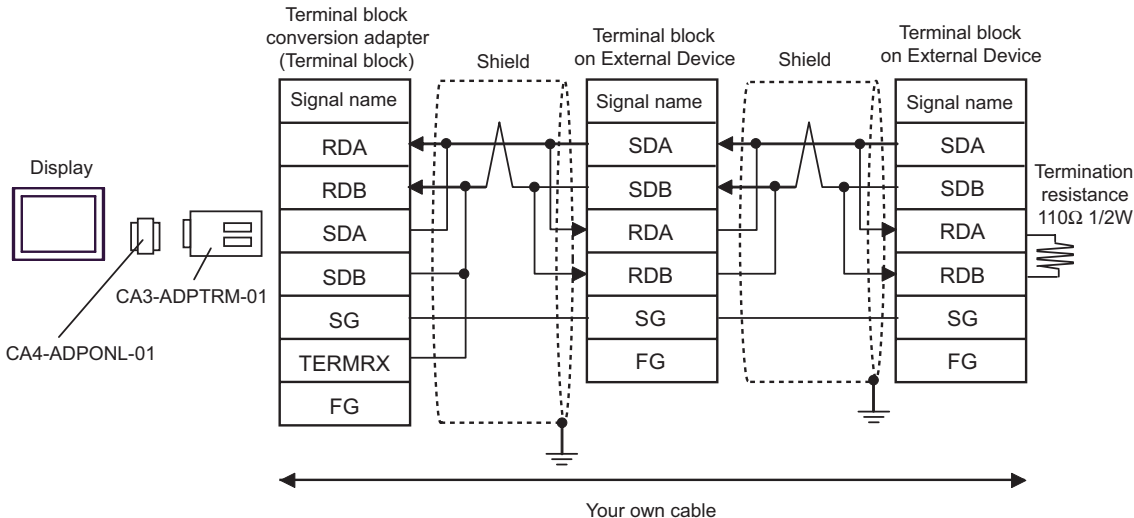 Terminal block
conversion adapter
(Terminal block)
Shield
Terminal block
on External Device
Shield
Terminal block
on External Device
Signal name
RDA
RDB
SDA
SDB
SG
TERMRX
FG
Signal name
SDA
SDB
RDA
RDB
SG
FG
Signal name
SDA
SDB
RDA
RDB
SG
FG
Display
CA3-ADPTRM-01
CA4-ADPONL-01
Termination
resistance
110Ω 1/2W
Your own cable